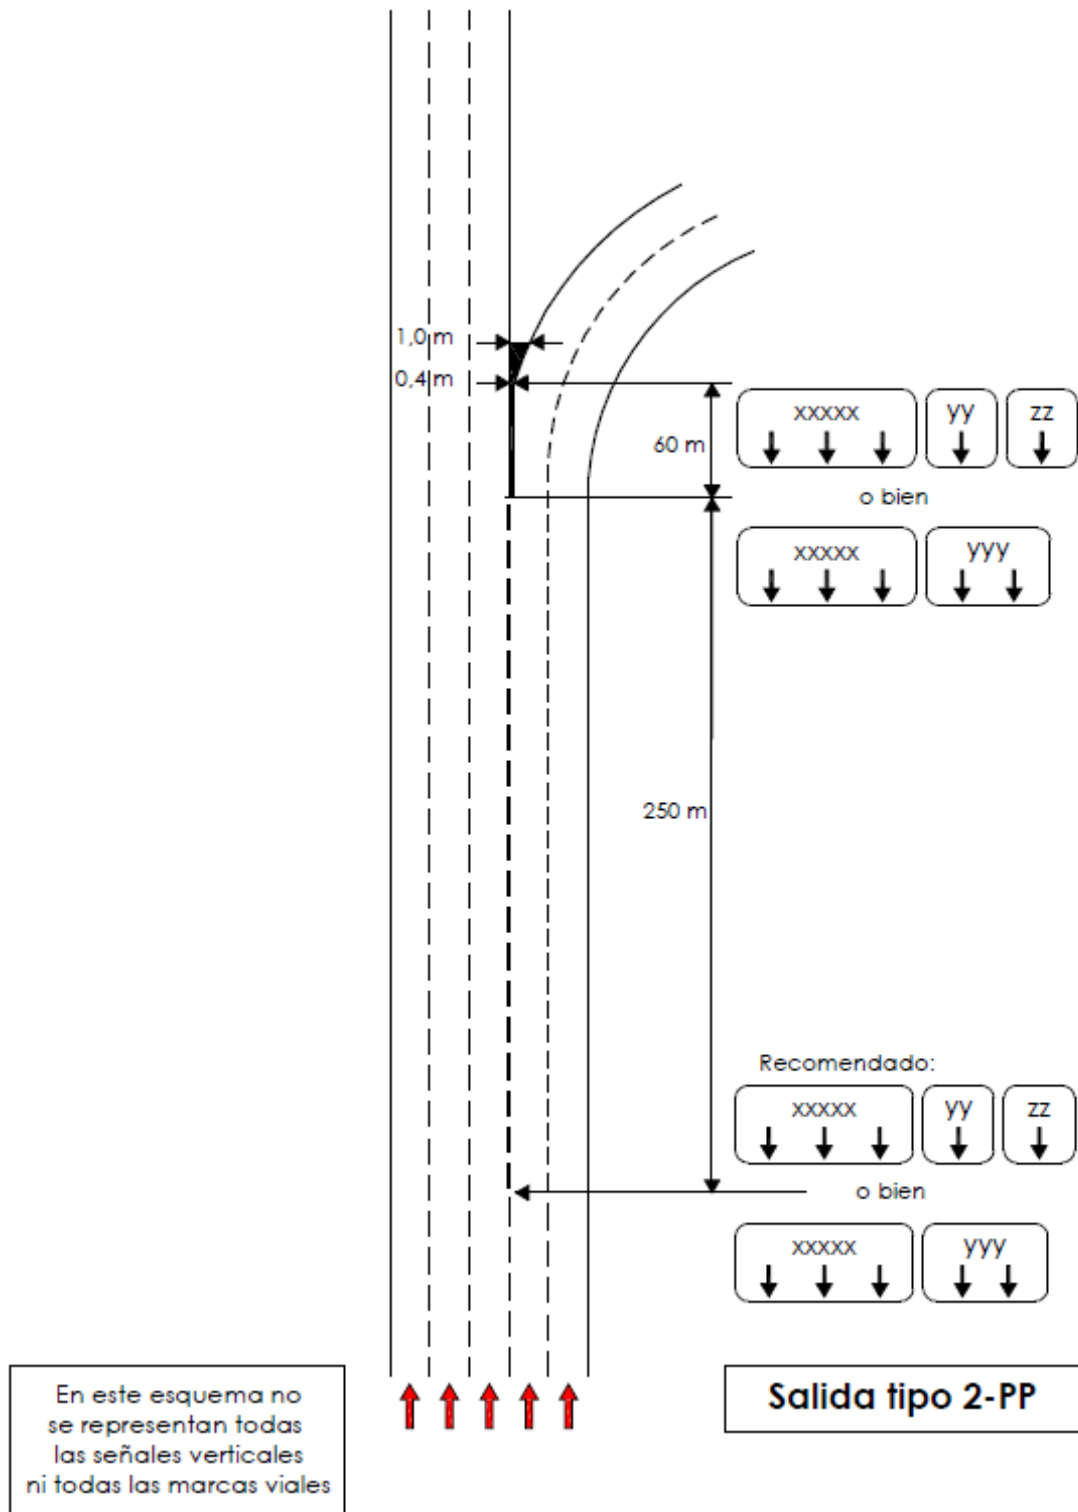 1,0 m
0,4 m
60 m
xxxxx yy zz
o bien
xxxxx yyy
250 m
Recomendado:
xxxxx yy zz
o bien
xxxxx yyy
En este esquema no
se representan todas
las señales verticales
ni todas las marcas viales
Salida tipo 2-PP